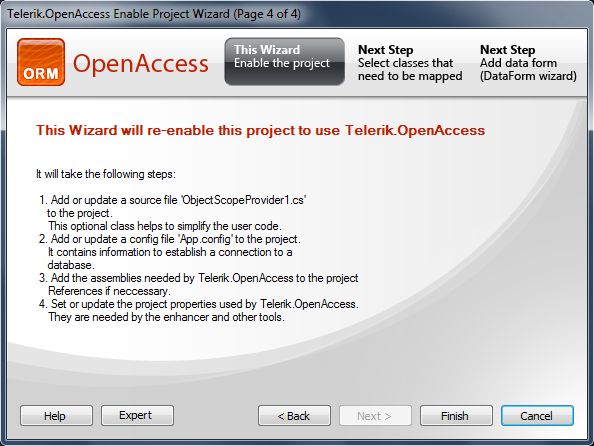 Telerik.OpenAccess Enable Project Wizard (Page 4 of 4)
ORM
OpenAccess
This Wizard
Enable the project
Next Step
Select classes that
need to be mapped
Next Step
Add data form
(DataForm wizard)
This Wizard will re-enable this project to use Telerik.OpenAccess
It will take the following steps:
1. Add or update a source file 'ObjectScopeProvider1.cs'
to the project.
This optional class helps to simplify the user code.
2. Add or update a config file 'App.config' to the project.
It contains information to establish a connection to a
database.
3. Add the assemblies needed by Telerik.OpenAccess to the project
References if neccessary.
4. Set or update the project properties used by Telerik.OpenAccess.
They are needed by the enhancer and other tools.
Help
Expert
< Back
Next >
Finish
Cancel